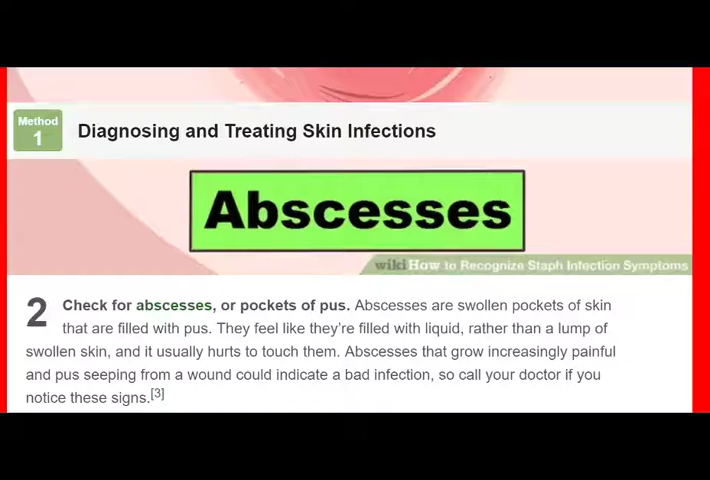 Method
1
Diagnosing and Treating Skin Infections
Abscesses
wikiHow to Recognize Staph Infection Symptoms
2
Check for abscesses, or pockets of pus. Abscesses are swollen pockets of skin
that are filled with pus. They feel like they’re filled with liquid, rather than a lump of
swollen skin, and it usually hurts to touch them. Abscesses that grow increasingly painful
and pus seeping from a wound could indicate a bad infection, so call your doctor if you
notice these signs.[3]